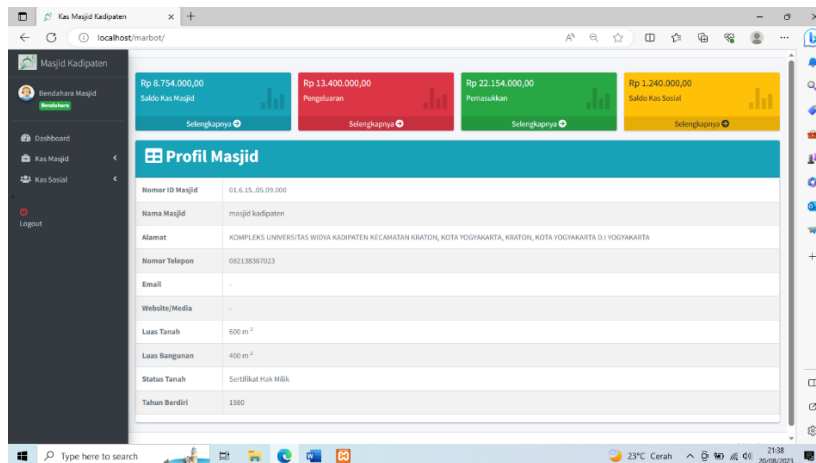 Kas Masjid Kadipaten
localhost/marbot/
Masjid Kadipaten
Bendahara Masjid
Bendahara
Dashboard
Kas Masjid
Kas Sosial
Logout
Rp 8.754.000,00
Saldo Kas Masjid
Selengkapnya
Rp 13.400.000,00
Pengeluaran
Selengkapnya
Rp 22.154.000,00
Pemasukkan
Selengkapnya
Rp 1.240.000,00
Saldo Kas Sosial
Selengkapnya
Profil Masjid
Nomor ID Masjid 01.6.15..05.09.000
Nama Masjid masjid kadipaten
Alamat KOMPLEKS UNIVERSITAS WIDYA KADIPATEN KECAMATAN KRATON, KOTA YOGYAKARTA, KRATON, KOTA YOGYAKARTA D.I YOGYAKARTA
Nomor Telepon 082138367023
Email -
Website/Media -
Luas Tanah 600 m 2
Luas Bangunan 400 m 2
Status Tanah Sertifikat Hak Milik
Tahun Berdiri 1980
Type here to search
23°C Cerah
21:38
20/08/2023